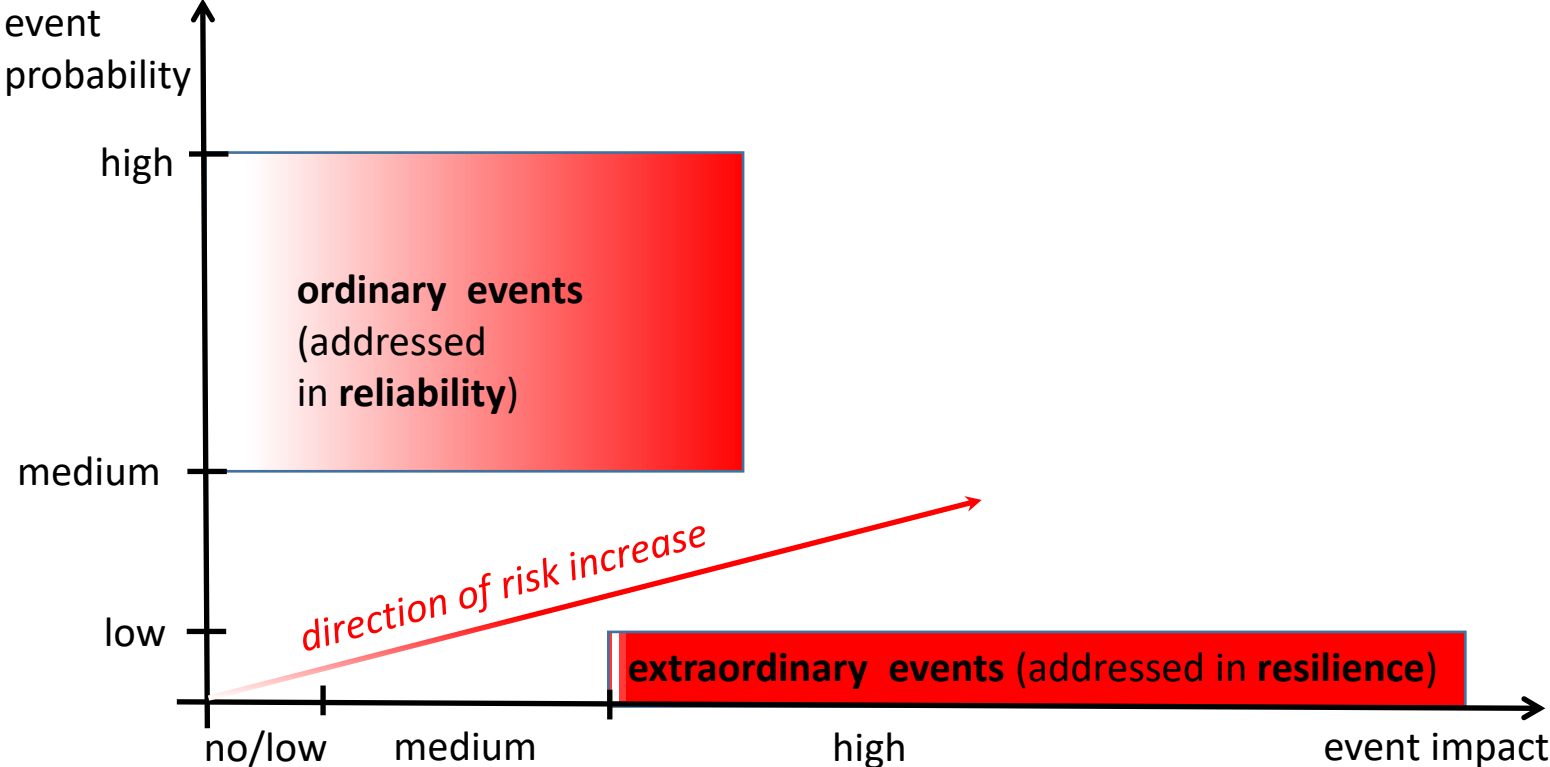 event
probability
high
ordinary events
(addressed
in reliability)
medium
direction of risk increase
low
extraordinary events (addressed in resilience)
no/low
medium
high
event impact